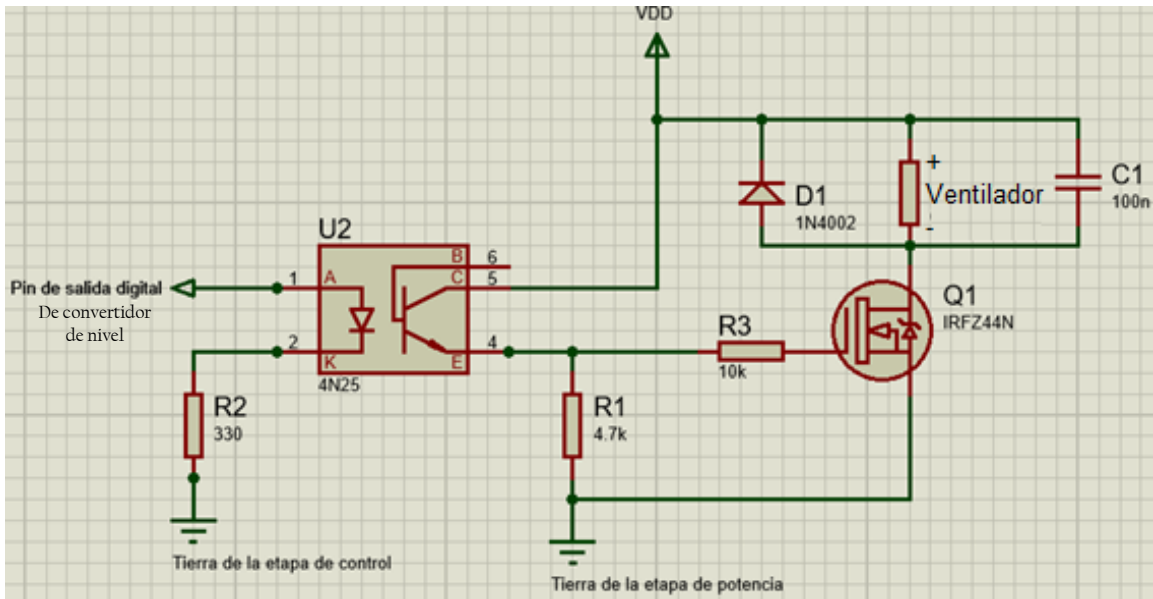 VDD
+
Ventilador
-
D1
1N4002
C1
100n
U2
B
6
C
5
1
A
Pin de salida digital
De convertidor
de nivel
2
K
E
4
4N25
Q1
IRFZ44N
R3
10k
R2
330
R1
4.7k
Tierra de la etapa de control
Tierra de la etapa de potencia